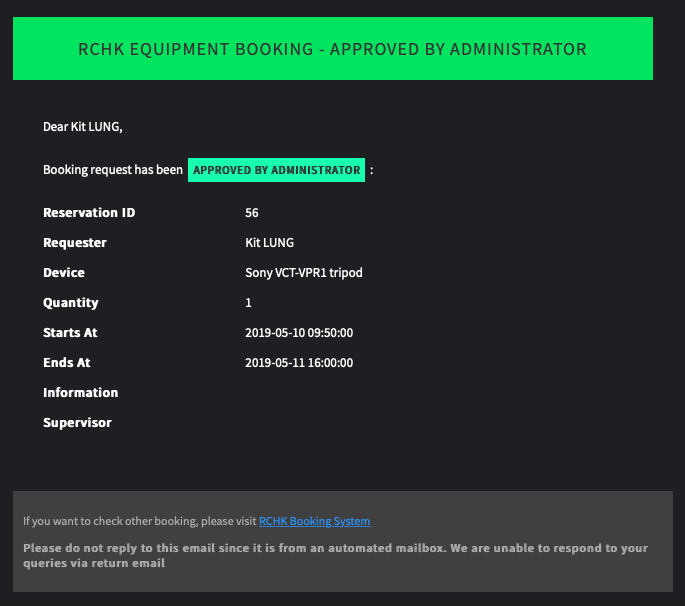 RCHK EQUIPMENT BOOKING - APPROVED BY ADMINISTRATOR
Dear Kit LUNG,
Booking request has been APPROVED BY ADMINISTRATOR :
Reservation ID 56
Requester Kit LUNG
Device Sony VCT-VPR1 tripod
Quantity 1
Starts At 2019-05-10 09:50:00
Ends At 2019-05-11 16:00:00
Information
Supervisor
If you want to check other booking, please visit RCHK Booking System
Please do not reply to this email since it is from an automated mailbox. We are unable to respond to your
queries via return email